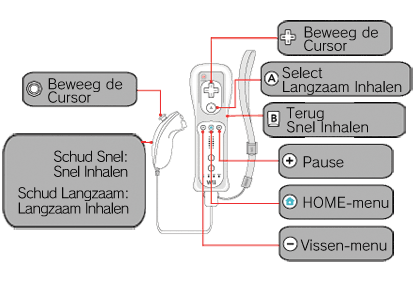 Beweeg de
Cursor
Schud Snel:
Snel Inhalen
Schud Langzaam:
Langzaam Inhalen
Wii
Beweeg de
Cursor
A Select
Langzaam Inhalen
B Terug
Snel Inhalen
Pause
HOME-menu
Vissen-menu